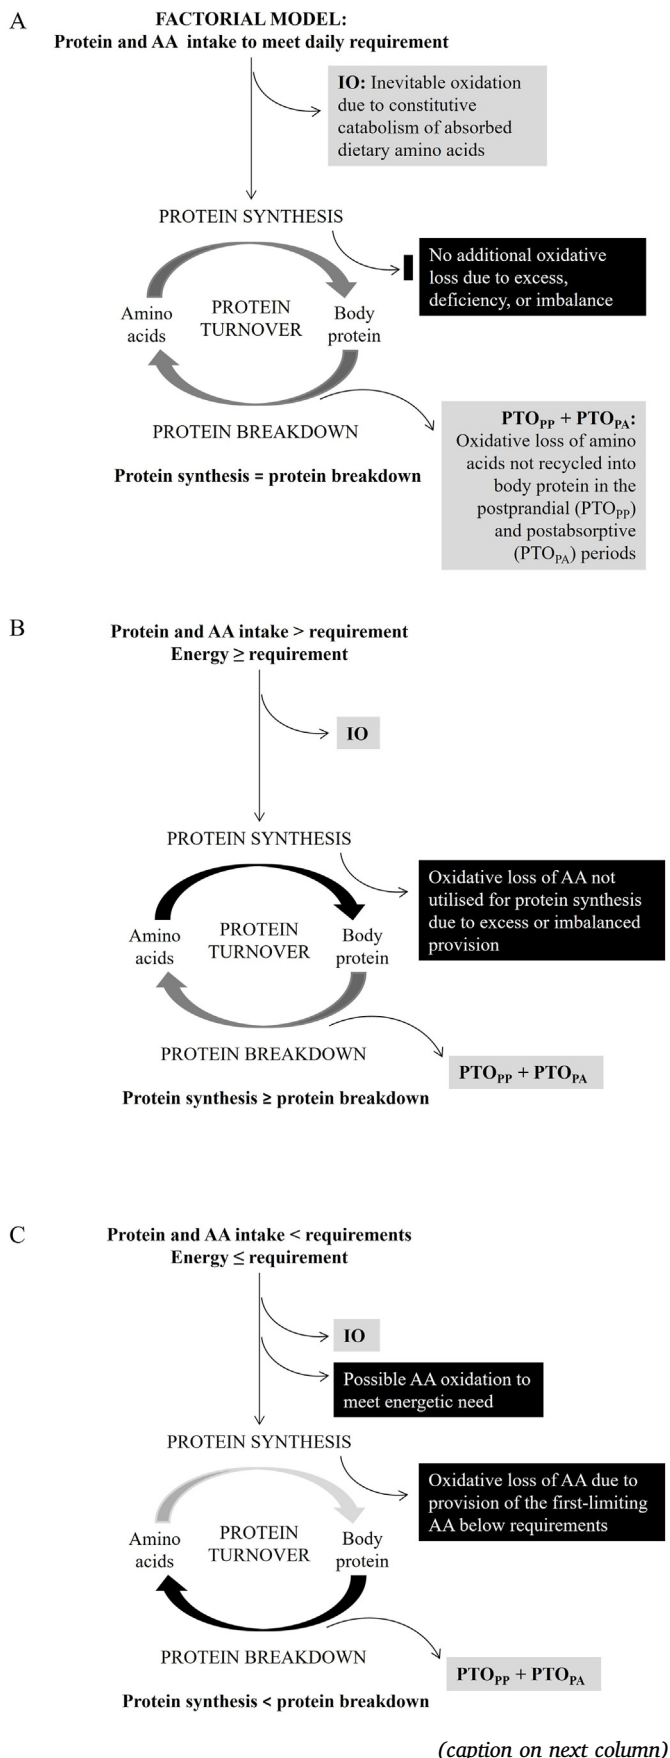 A
FACTORIAL MODEL:
Protein and AA intake to meet daily requirement
IO: Inevitable oxidation
due to constitutive
catabolism of absorbed
dietary amino acids
PROTEIN SYNTHESIS
No additional oxidative
loss due to excess,
deficiency, or imbalance
Amino
acids
PROTEIN
TURNOVER
Body
protein
PROTEIN BREAKDOWN
PTOPP + PTOPA:
Oxidative loss of amino
acids not recycled into
body protein in the
postprandial (PTOPP)
and postabsorptive
(PTOPA) periods
Protein synthesis = protein breakdown
B
Protein and AA intake > requirement
Energy ≥ requirement
IO
PROTEIN SYNTHESIS
Oxidative loss of AA not
utilised for protein synthesis
due to excess or imbalanced
provision
Amino
acids
PROTEIN
TURNOVER
Body
protein
PROTEIN BREAKDOWN
PTOPP + PTOPA
Protein synthesis ≥ protein breakdown
C
Protein and AA intake < requirements
Energy ≤ requirement
IO
Possible AA oxidation to
meet energetic need
PROTEIN SYNTHESIS
Oxidative loss of AA due to
provision of the first-limiting
AA below requirements
Amino
acids
PROTEIN
TURNOVER
Body
protein
PROTEIN BREAKDOWN
PTOPP + PTOPA
Protein synthesis < protein breakdown
(caption on next column)